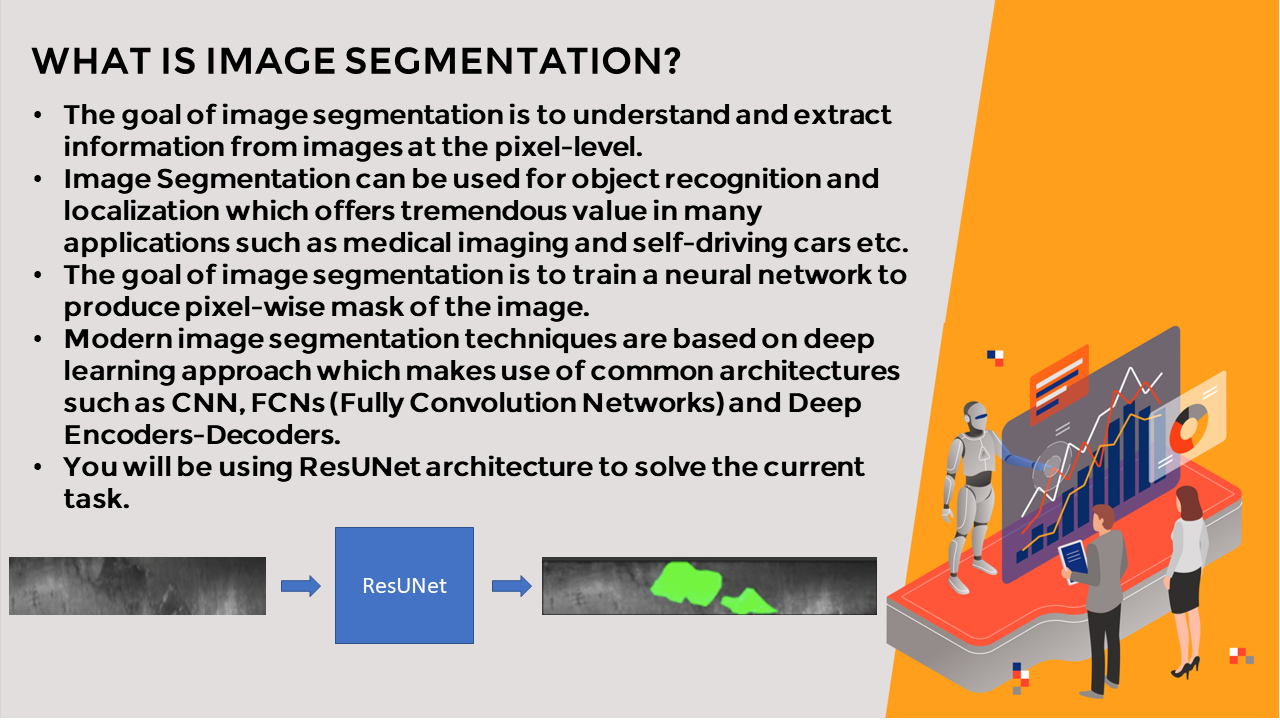 WHAT IS IMAGE SEGMENTATION?
• The goal of image segmentation is to understand and extract
information from images at the pixel-level.
• Image Segmentation can be used for object recognition and
localization which offers tremendous value in many
applications such as medical imaging and self-driving cars etc.
• The goal of image segmentation is to train a neural network to
produce pixel-wise mask of the image.
• Modern image segmentation techniques are based on deep
learning approach which makes use of common architectures
such as CNN, FCNs (Fully Convolution Networks) and Deep
Encoders-Decoders.
• You will be using ResUNet architecture to solve the current
task.
ResUNet